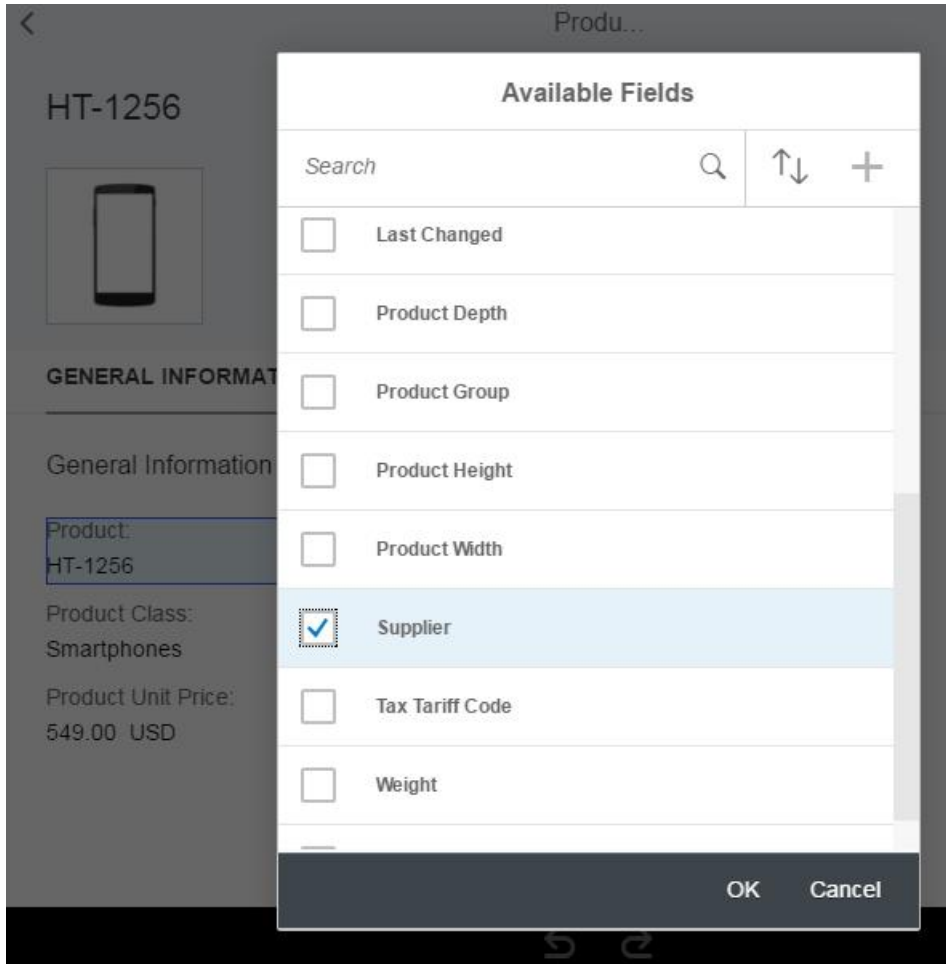 Produ...
HT-1256
GENERAL INFORMAT
General Information
Product:
HT-1256
Product Class:
Smartphones
Product Unit Price:
549.00 USD
Available Fields
Search
Last Changed
Product Depth
Product Group
Product Height
Product Width
Supplier
Tax Tariff Code
Weight
OK Cancel